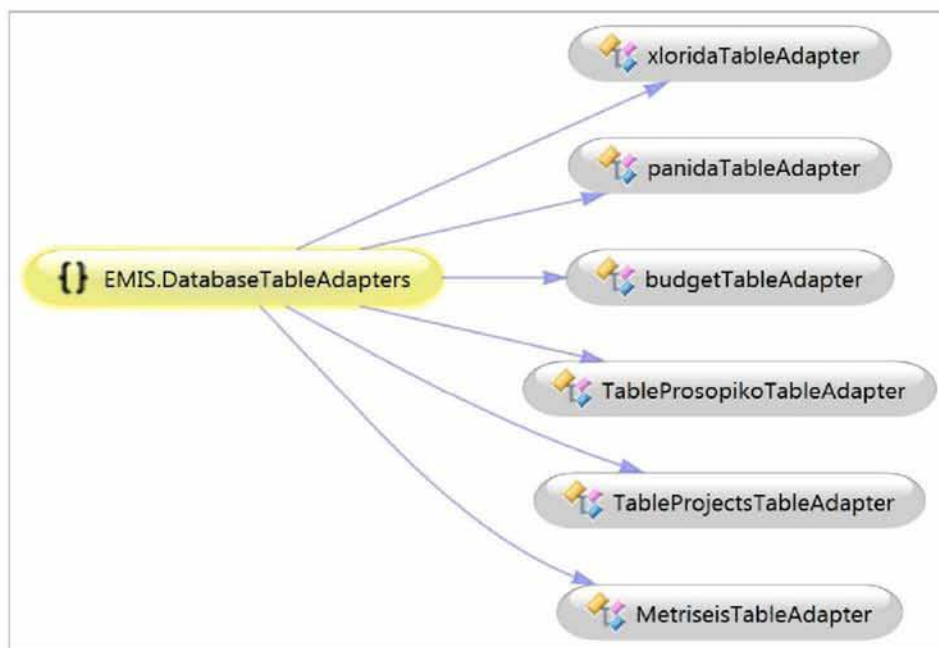 xloridaTableAdapter
panidaTableAdapter
{} EMIS.DatabaseTableAdapters
budgetTableAdapter
TableProsopikoTableAdapter
TableProjectsTableAdapter
MetriseisTableAdapter